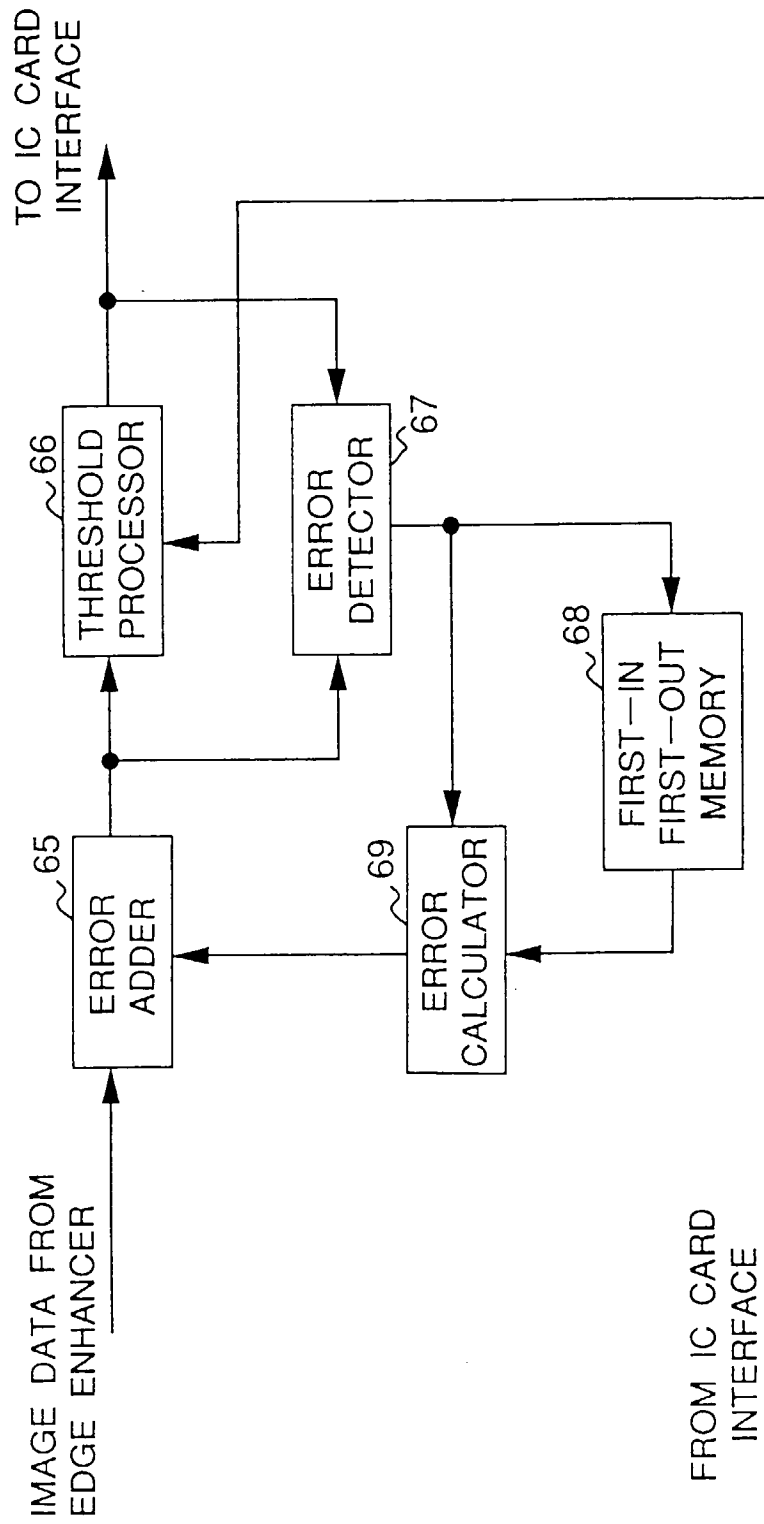 IMAGE DATA FROM
EDGE ENHANCER
65
ERROR
ADDER
66
THRESHOLD
PROCESSOR
TO IC CARD
INTERFACE
69
ERROR
CALCULATOR
ERROR
DETECTOR
67
68
FIRST-IN
FIRST-OUT
MEMORY
FROM IC CARD
INTERFACE